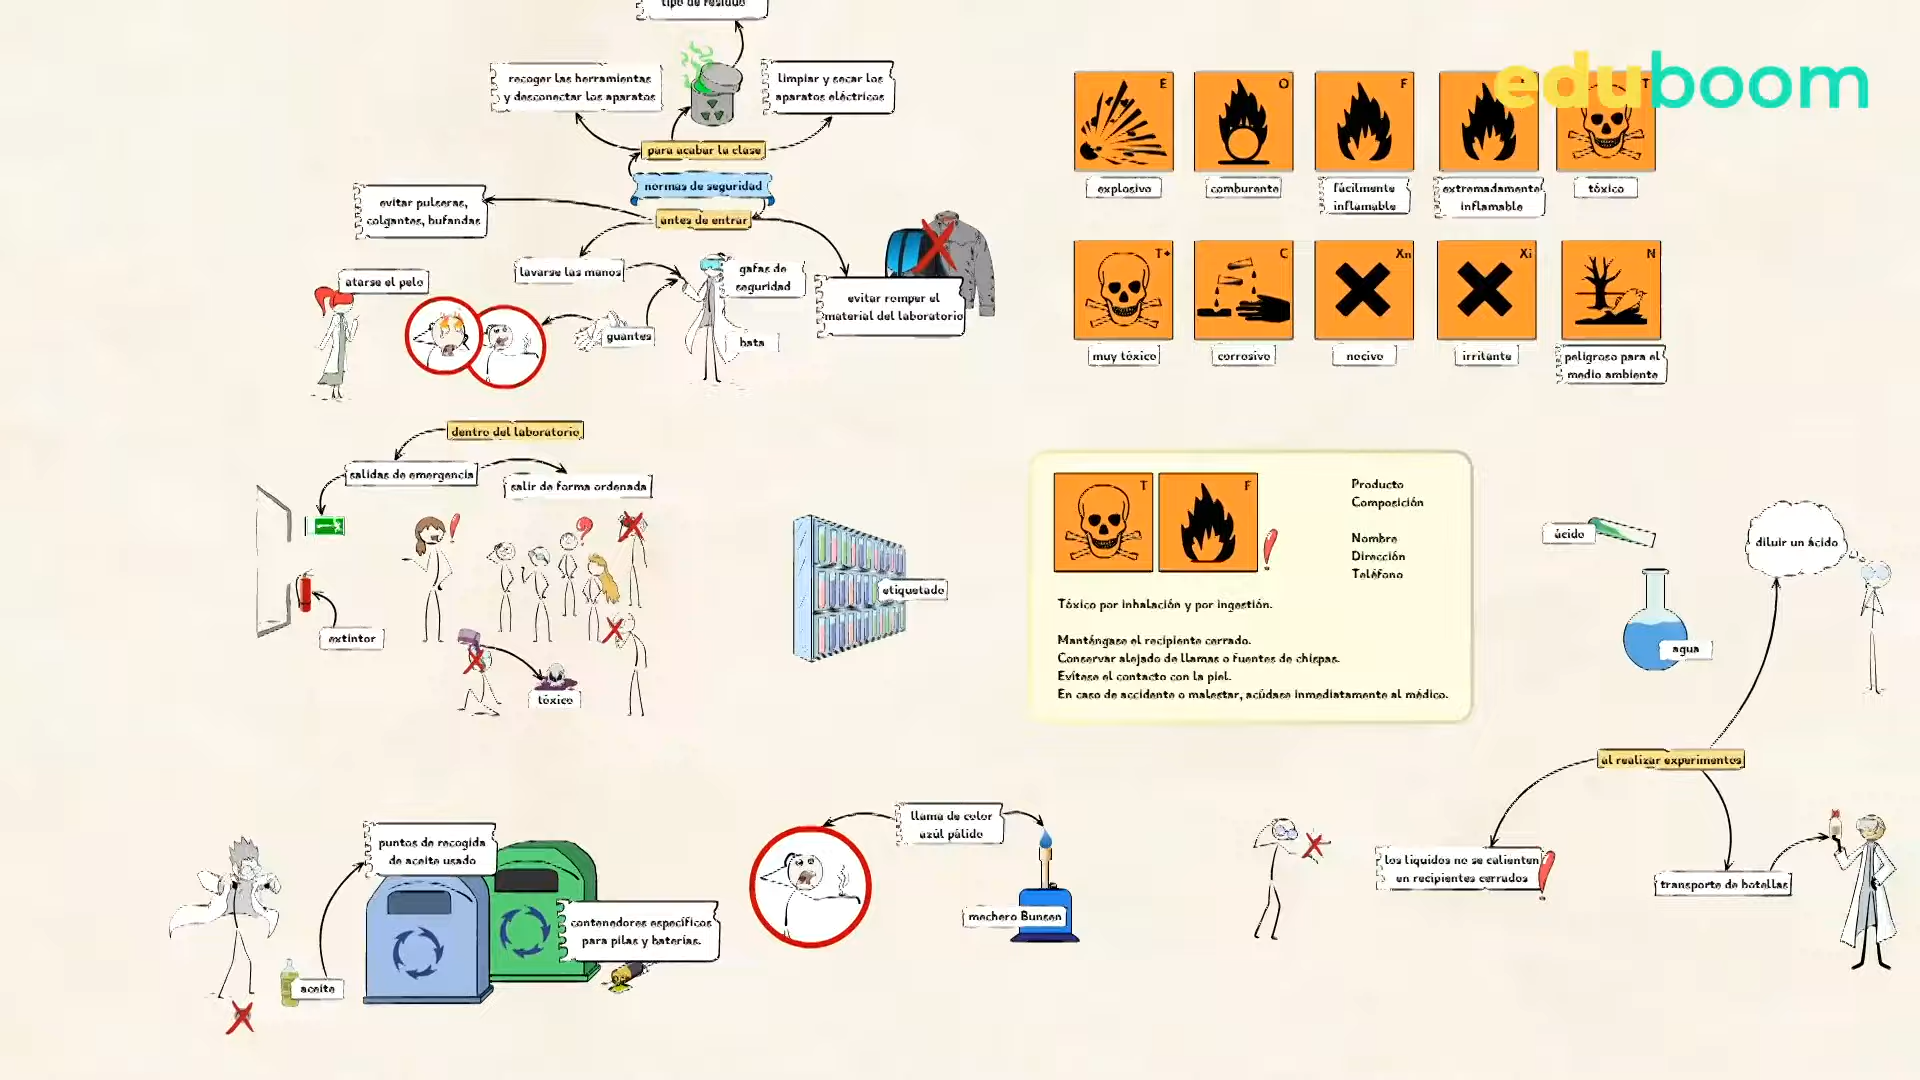 tipo de residuo
recoger las herramientas
y desconectar los aparatos
limpiar y secar los
aparatos eléctricos
para acabar la clase
normas de seguridad
antes de entrar
evitar pulseras,
colgantes, bufandas
lavarse las manos
gafas de
seguridad
atarse el pelo
guantes
bata
evitar romper el
material del laboratorio
eduboom
E
O
F
T
explosivo
comburente
fácilmente
inflamable
extremadamente
inflamable
tóxico
T+
C
Xn
Xi
N
muy tóxico
corrosivo
nocivo
irritante
peligroso para el
medio ambiente
dentro del laboratorio
salidas de emergencia
salir de forma ordenada
extintor
tóxico
etiquetado
T
F
Producto
Composición
Nombre
Dirección
Teléfono
Tóxico por inhalación y por ingestión.
Manténgase el recipiente cerrado.
Conservar alejado de llamas o fuentes de chispas.
Evítese el contacto con la piel.
En caso de accidente o malestar, acúdase inmediatamente al médico.
ácido
agua
diluir un ácido
al realizar experimentos
los líquidos no se calienten
en recipientes cerrados
transporte de botellas
puntos de recogida
de aceite usado
aceite
contenedores específicos
para pilas y baterías.
llama de color
azúl pálido
mechero Bunsen